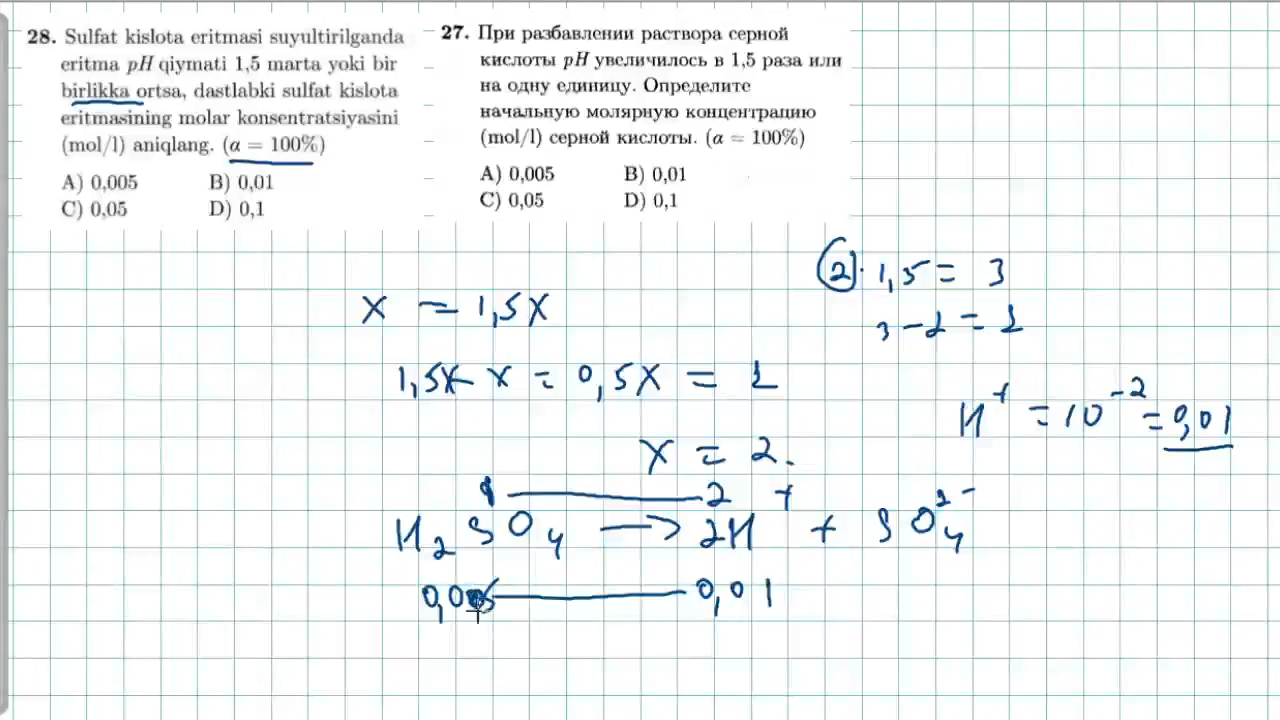 28. Sulfat kislota eritmasi suyultirilganda
eritma pH qiymati 1,5 marta yoki bir
birlikka ortsa, dastlabki sulfat kislota
eritmasining molar konsentratsiyasini
(mol/l) aniqlang. (α = 100%)
A) 0,005 B) 0,01
C) 0,05 D) 0,1
27. При разбавлении раствора серной
кислоты pH увеличилось в 1,5 раза или
на одну единицу. Определите
начальную молярную концентрацию
(mol/l) серной кислоты. (α = 100%)
A) 0,005 B) 0,01
C) 0,05 D) 0,1
2 · 1,5 = 3
3 - 2 = 1
x = 1,5x
1,5x - x = 0,5x = 1
H⁺ = 10⁻² = 0,01
x = 2.
1 2
H₂SO₄ → 2H⁺ + SO₄²⁻
0,005 0,01